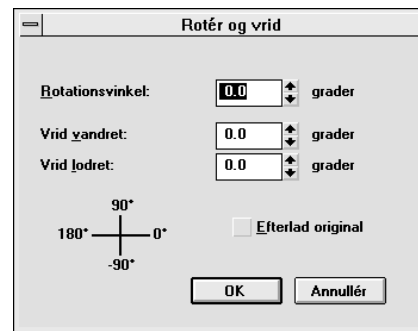 Rotér og vrid
Rotationsvinkel: 0.0 grader
Vrid vandret: 0.0 grader
Vrid lodret: 0.0 grader
90°
180° 0°
-90°
Efterlad original
OK Annullér